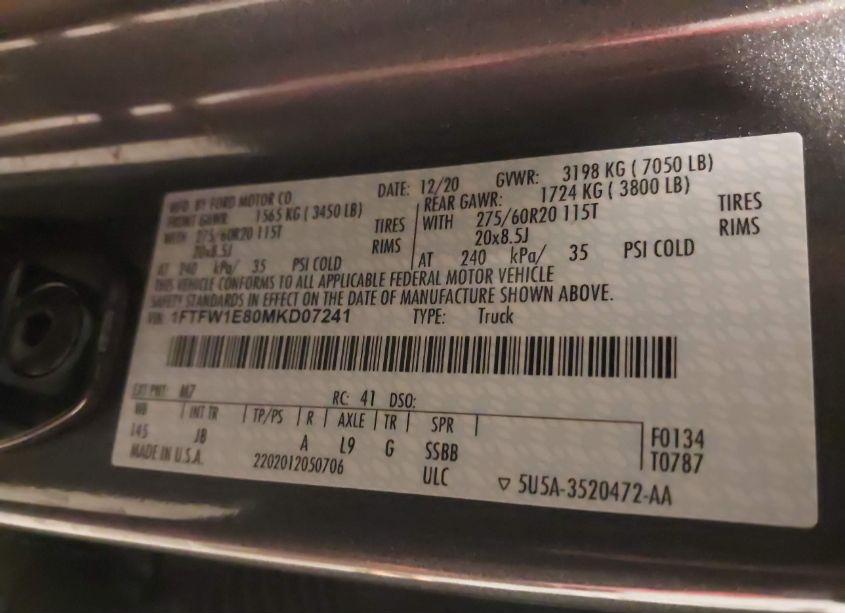 MFD. BY FORD MOTOR CO.
DATE: 12/20 GVWR: 3198 KG ( 7050 LB)
FRONT GAWR: 1565 KG ( 3450 LB)
REAR GAWR: 1724 KG ( 3800 LB)
WITH 275/60R20 115T TIRES
WITH 275/60R20 115T TIRES
20x8.5J RIMS
20x8.5J RIMS
AT 240 kPa/ 35 PSI COLD
AT 240 kPa/ 35 PSI COLD
THIS VEHICLE CONFORMS TO ALL APPLICABLE FEDERAL MOTOR VEHICLE
SAFETY STANDARDS IN EFFECT ON THE DATE OF MANUFACTURE SHOWN ABOVE.
VIN: 1FTFW1E80MKD07241 TYPE: Truck
EXT PNT: M7 RC: 41 DSO:
WB INT TR TP/PS R AXLE TR SPR
145 JB A L9 G SSBB F0134
MADE IN U.S.A. 2202012050706 ULC T0787
▽ 5U5A-3520472-AA